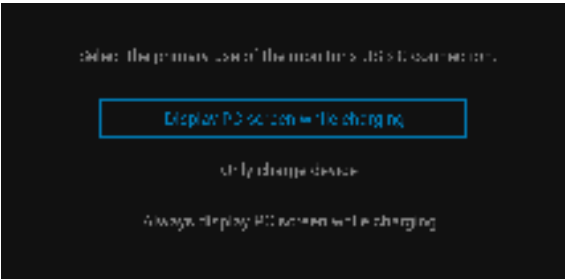 Select the primary use of the monitor's USB-C connection.
Display PC screen while charging
Only charge device
Always display PC screen while charging